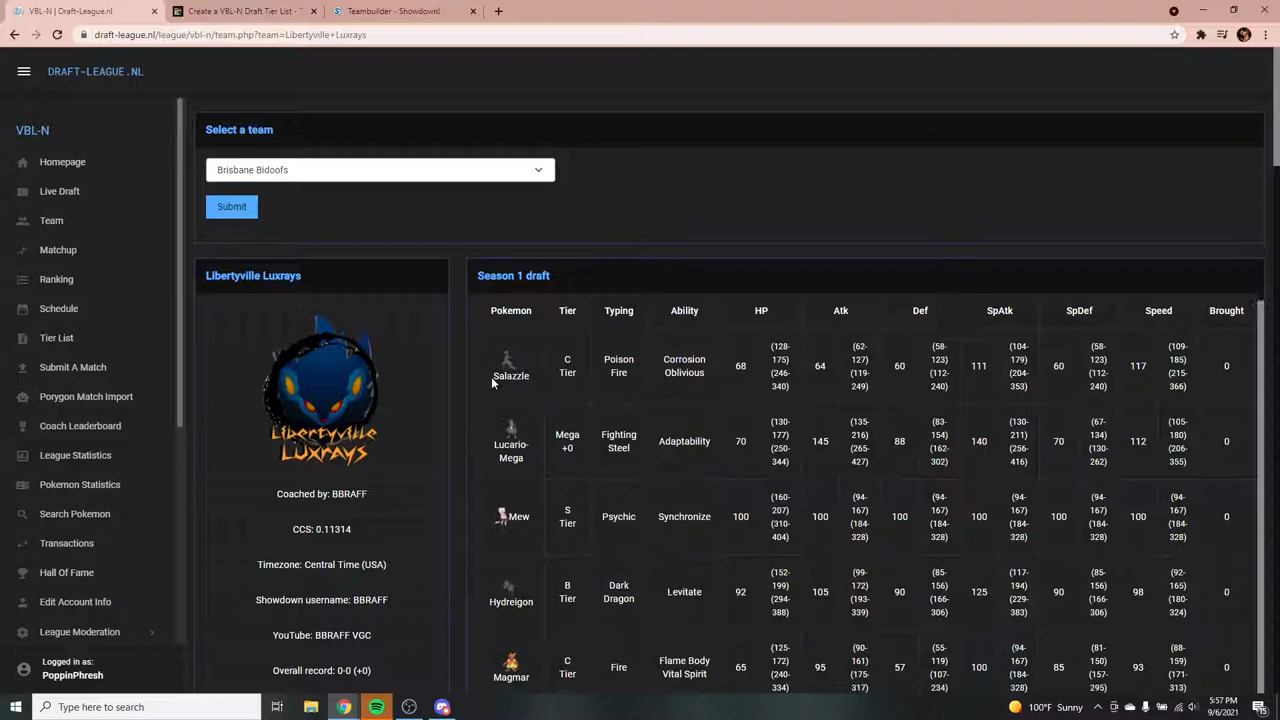 VBL-N | Draft-League.nl
Create a VBL-N Draft Tier List - T
Teambuilder - Showdown!
draft-league.nl/league/vbl-n/team.php?team=Libertyville+Luxrays
DRAFT-LEAGUE.NL
VBL-N
Homepage
Live Draft
Team
Matchup
Ranking
Schedule
Tier List
Submit A Match
Porygon Match Import
Coach Leaderboard
League Statistics
Pokemon Statistics
Search Pokemon
Transactions
Hall Of Fame
Edit Account Info
League Moderation
Logged in as:
PoppinPhresh
Select a team
Brisbane Bidoofs
Submit
Libertyville Luxrays
LIBERTYVILLE
LUXRAYS
Coached by: BBRAFF
CCS: 0.11314
Timezone: Central Time (USA)
Showdown username: BBRAFF
YouTube: BBRAFF VGC
Overall record: 0-0 (+0)
Season 1 draft
Pokemon Tier Typing Ability HP Atk Def SpAtk SpDef Speed Brought
Salazzle C Tier Poison Fire Corrosion Oblivious 68 (128-175) (246-340) 64 (62-127) (119-249) 60 (58-123) (112-240) 111 (104-179) (204-353) 60 (58-123) (112-240) 117 (109-185) (215-366) 0
Lucario-Mega Mega +0 Fighting Steel Adaptability 70 (130-177) (250-344) 145 (135-216) (265-427) 88 (83-154) (162-302) 140 (130-211) (256-416) 70 (67-134) (130-262) 112 (105-180) (206-355) 0
Mew S Tier Psychic Synchronize 100 (160-207) (310-404) 100 (94-167) (184-328) 100 (94-167) (184-328) 100 (94-167) (184-328) 100 (94-167) (184-328) 100 (94-167) (184-328) 0
Hydreigon B Tier Dark Dragon Levitate 92 (152-199) (294-388) 105 (99-172) (193-339) 90 (85-156) (166-306) 125 (117-194) (229-383) 90 (85-156) (166-306) 98 (92-165) (180-324) 0
Magmar C Tier Fire Flame Body Vital Spirit 65 (125-172) (240-334) 95 (90-161) (175-317) 57 (55-119) (107-234) 100 (94-167) (184-328) 85 (81-150) (157-295) 93 (88-159) (171-313) 0
Type here to search
100°F Sunny
5:57 PM
9/6/2021
15